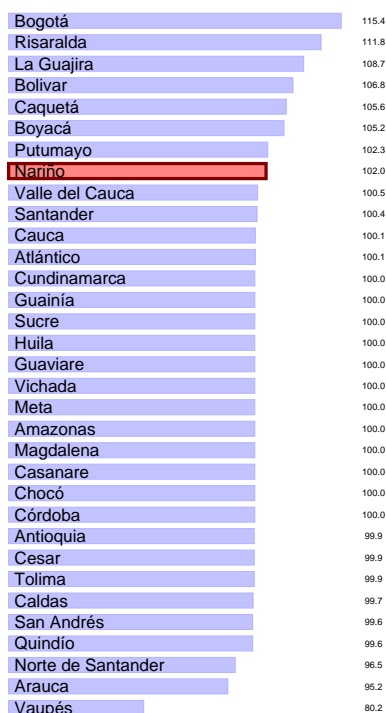 Bogotá 115.4
Risaralda 111.8
La Guajira 108.7
Bolivar 106.8
Caquetá 105.6
Boyacá 105.2
Putumayo 102.3
Nariño 102.0
Valle del Cauca 100.5
Santander 100.4
Cauca 100.1
Atlántico 100.1
Cundinamarca 100.0
Guainía 100.0
Sucre 100.0
Huila 100.0
Guaviare 100.0
Vichada 100.0
Meta 100.0
Amazonas 100.0
Magdalena 100.0
Casanare 100.0
Chocó 100.0
Córdoba 100.0
Antioquia 99.9
Cesar 99.9
Tolima 99.9
Caldas 99.7
San Andrés 99.6
Quindío 99.6
Norte de Santander 96.5
Arauca 95.2
Vaupés 80.2